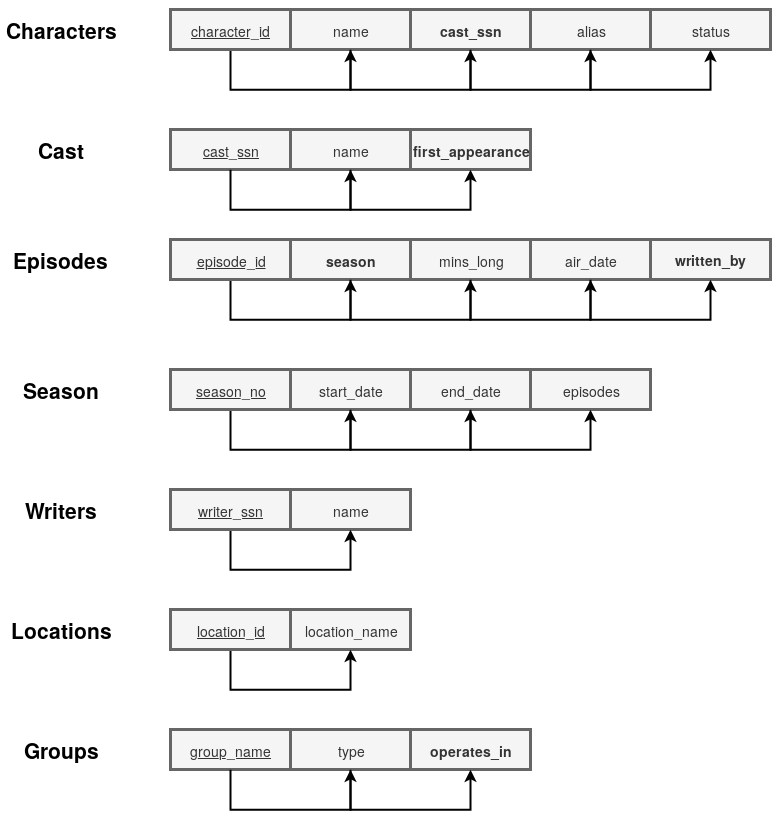 Characters character_id name cast_ssn alias status
Cast cast_ssn name first_appearance
Episodes episode_id season mins_long air_date written_by
Season season_no start_date end_date episodes
Writers writer_ssn name
Locations location_id location_name
Groups group_name type operates_in